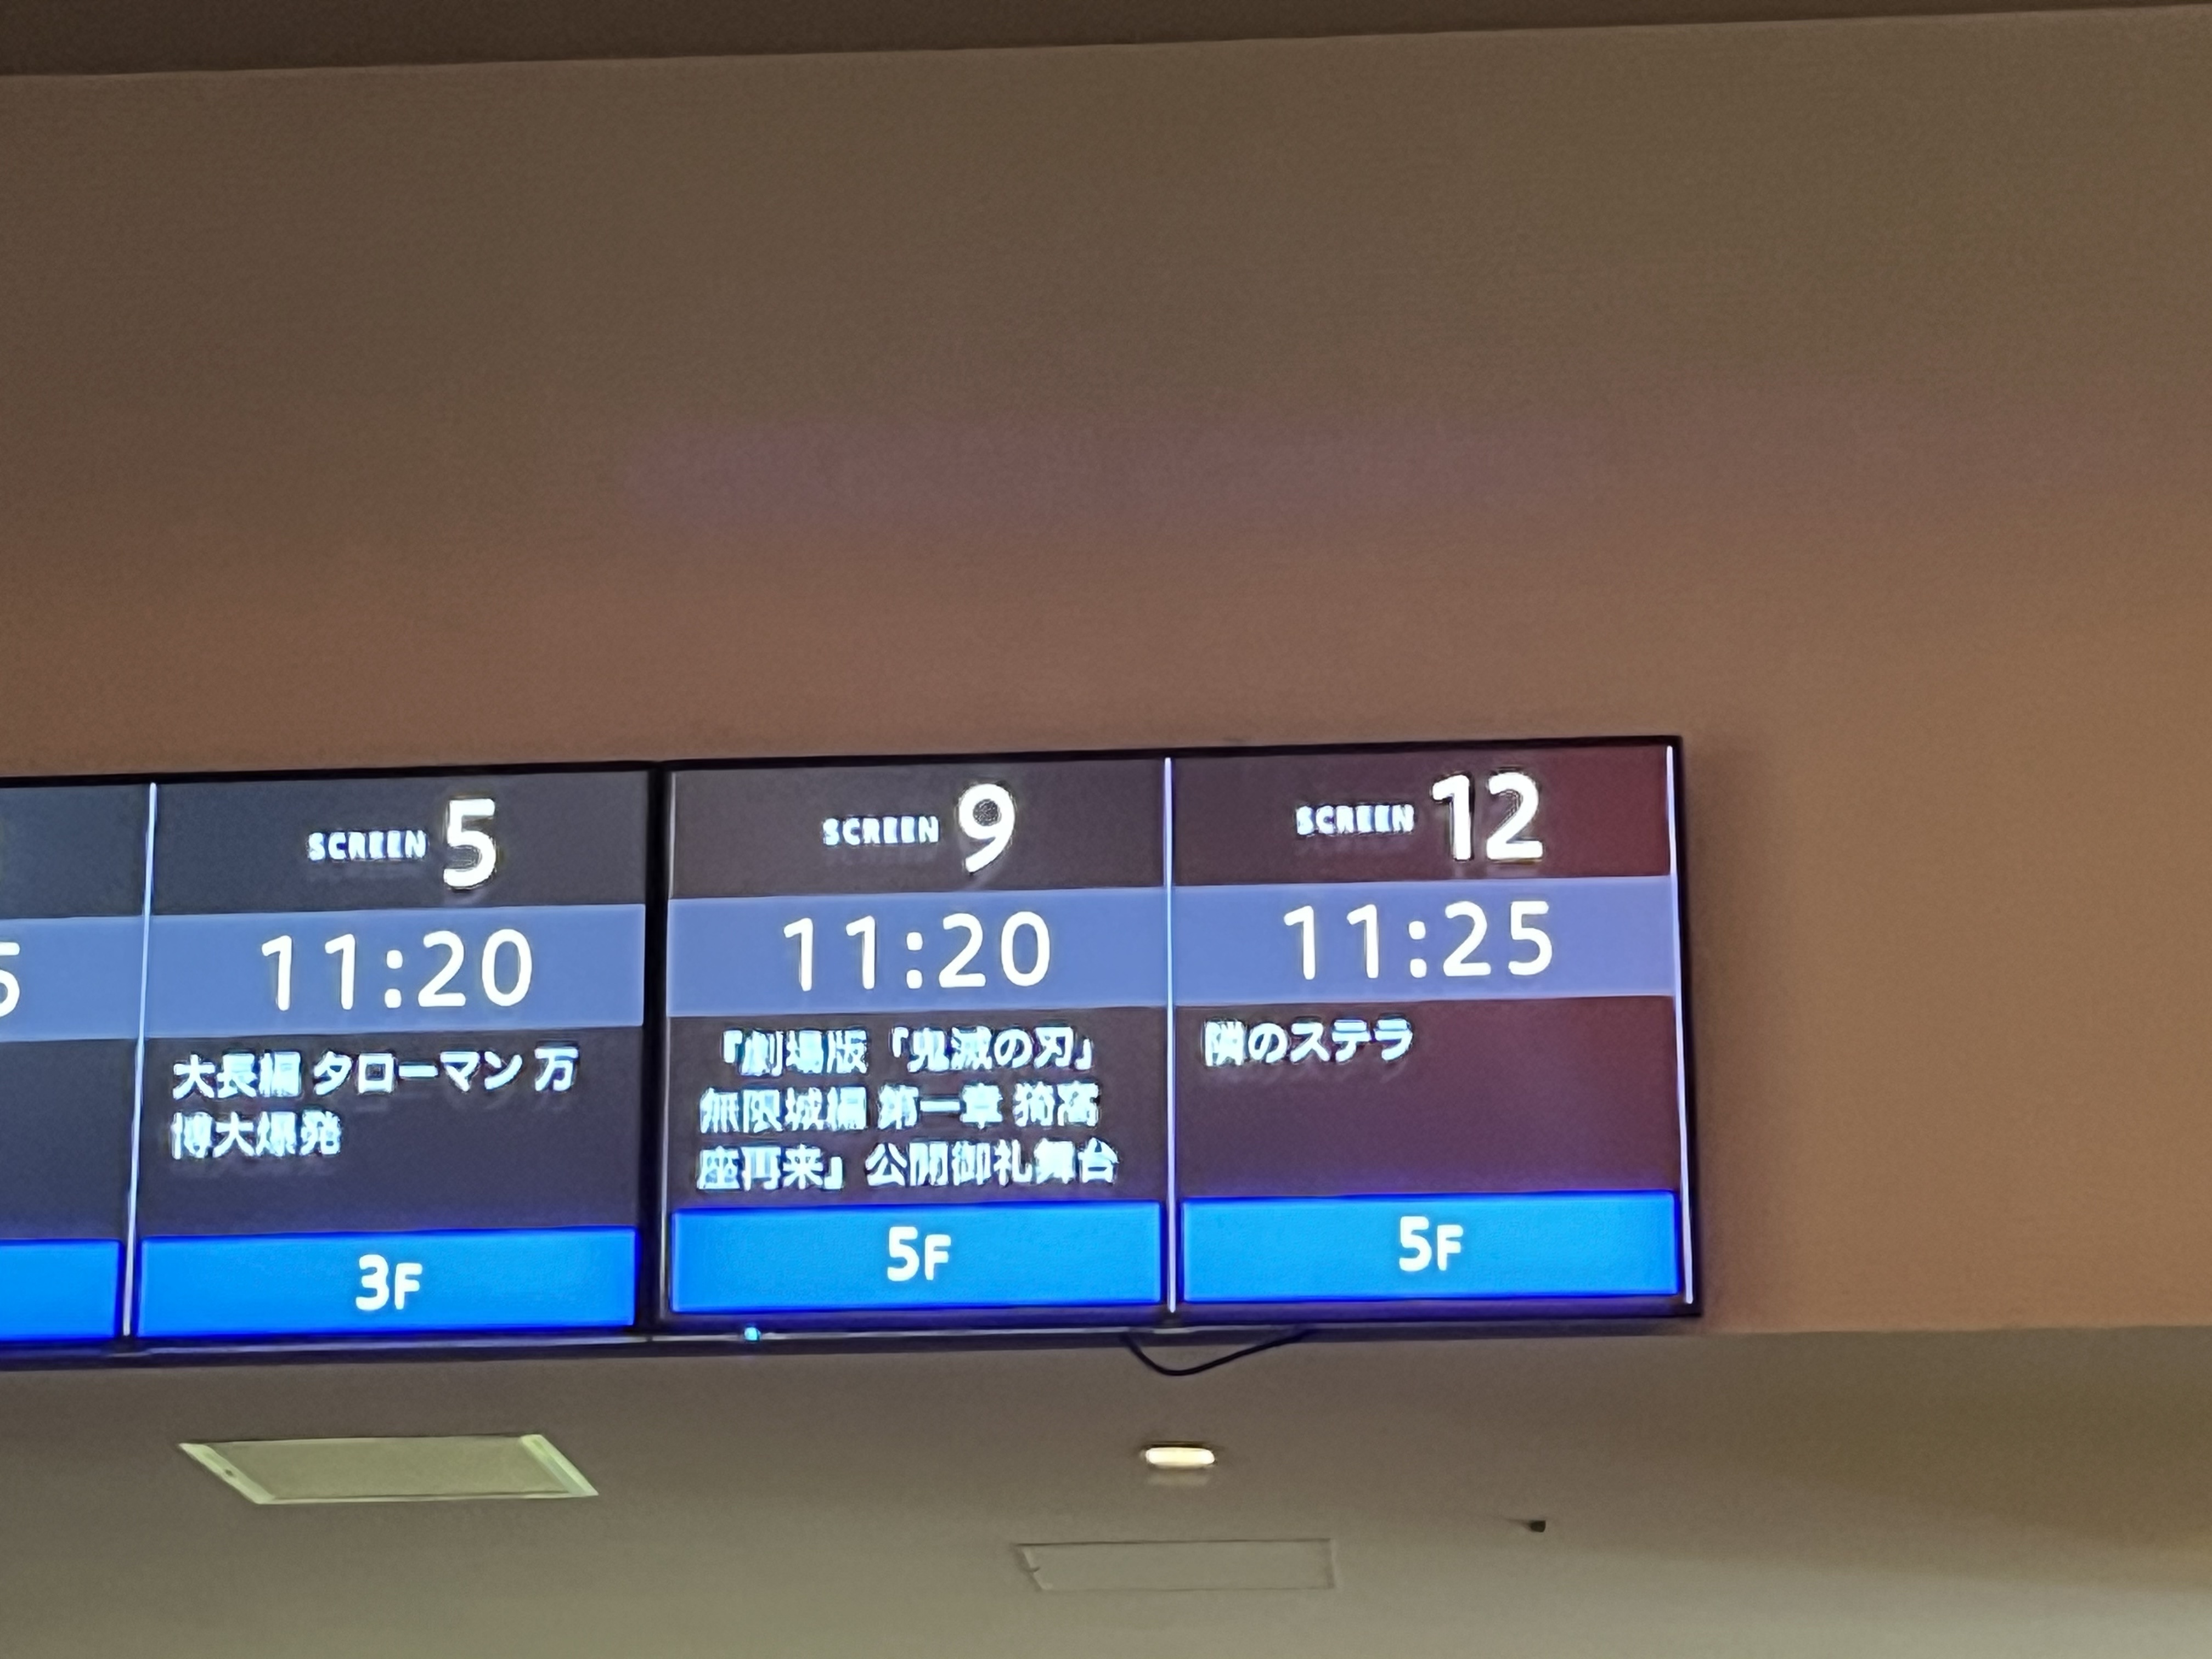 5
SCREEN 5
11:20
大長編 タローマン 万
博大爆発
3F
SCREEN 9
11:20
『劇場版「鬼滅の刃」
無限城編 第一章 猗窩
座再来』公開御礼舞台
5F
SCREEN 12
11:25
隣のステラ
5F